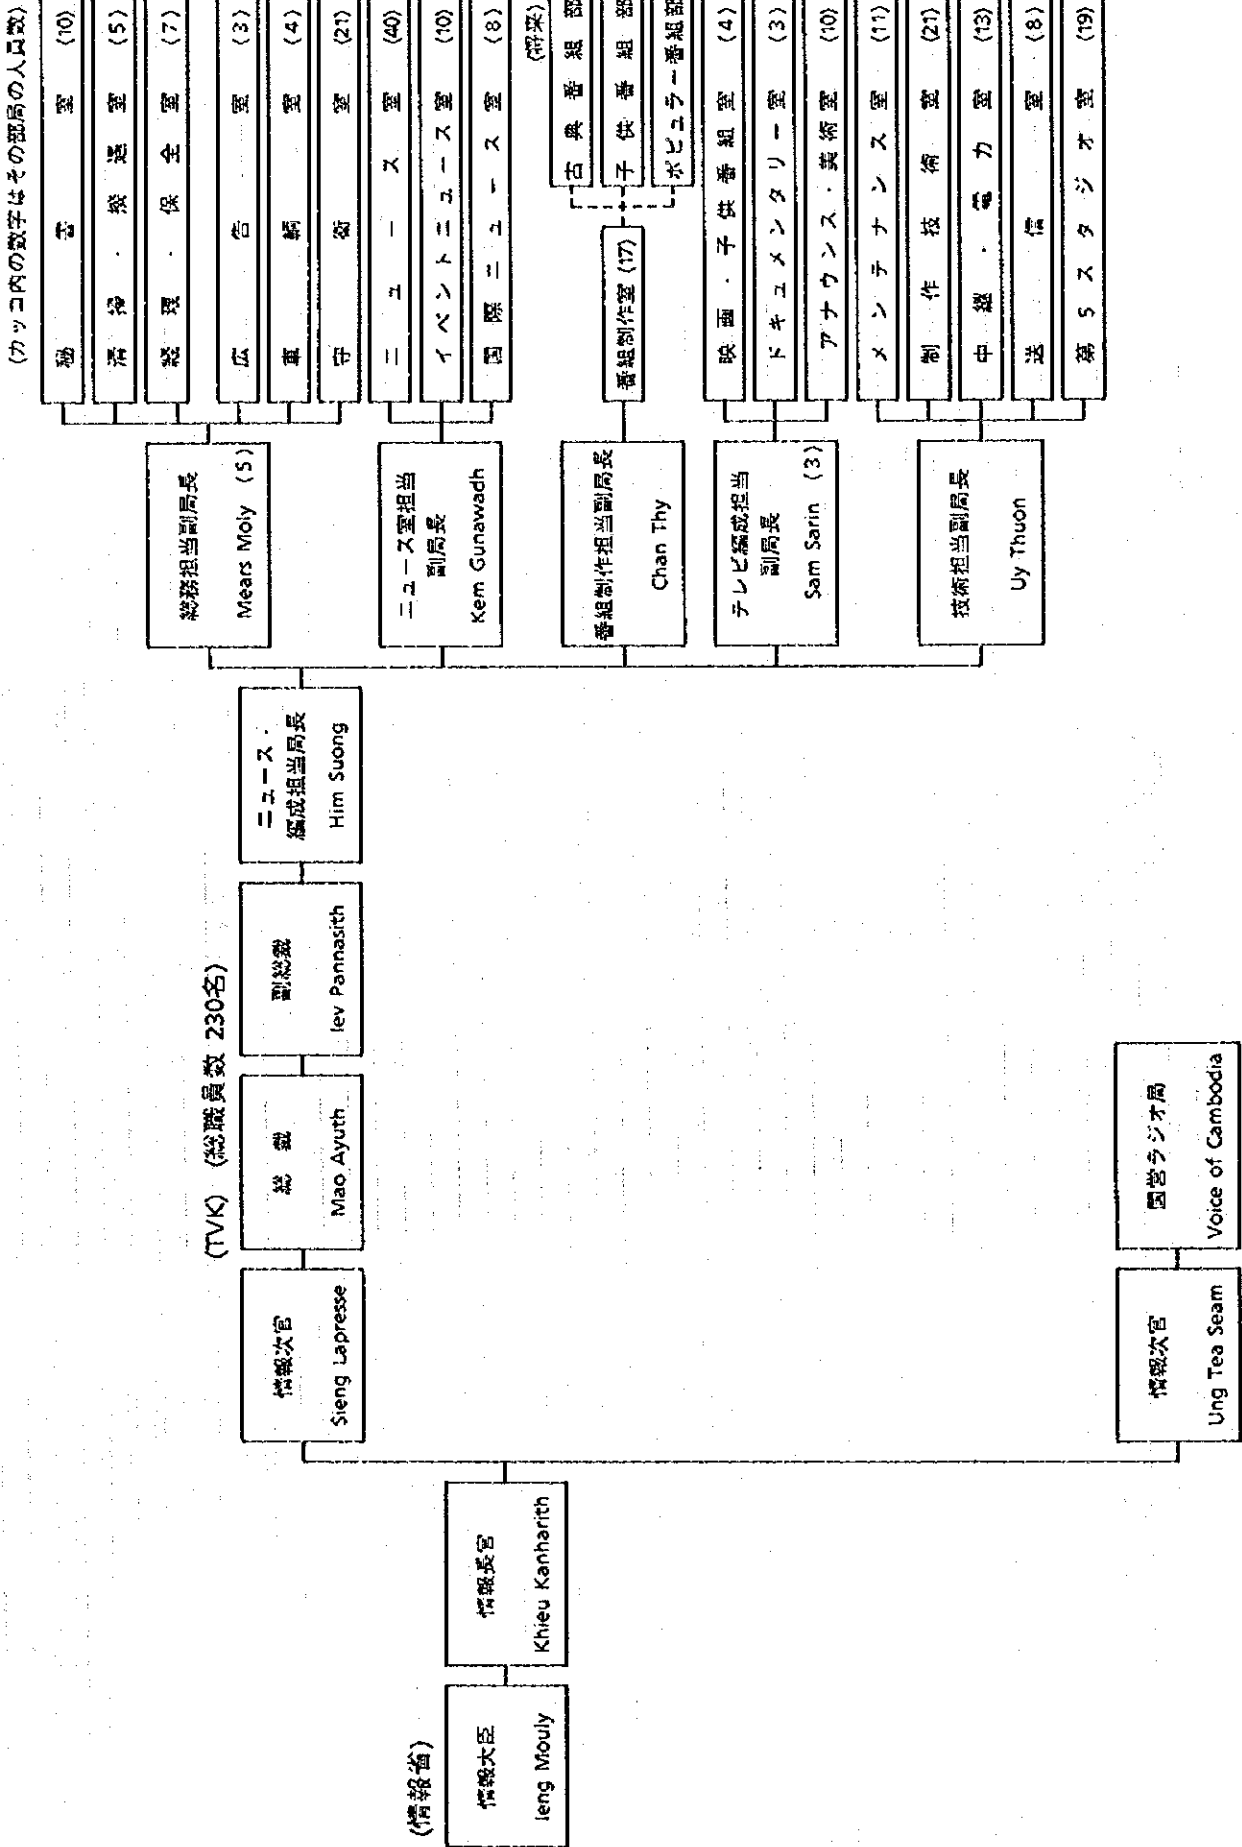 (カッコ内の数字はその部局の人員数)
(情報省)
情報大臣
Ieng Mouly
情報長官
Khieu Kanharith
情報次官
Sieng Lapresse
情報次官
Ung Tea Seam
国営ラジオ局
Voice of Cambodia
(TVK) (総職員数 230名)
総 裁
Mao Ayuth
副総裁
Iev Pannasith
ニュース・
編成担当局長
Him Suong
総務担当副局長
Mears Moly (5)
秘 書 室 (10)
清 掃 ・ 渉 遇 室 (5)
経 理 ・ 保 全 室 (7)
広 告 室 (3)
車 輌 室 (4)
守 衛 室 (21)
ニュース室担当
副局長
Kem Gunawadh
ニ ュ ー ス 室 (40)
イベントニュース室 (10)
国際ニュース室 (8)
番組制作担当副局長
Chan Thy
番組制作室 (17)
(将来)
古 典 番 組 部
子 供 番 組 部
ポピュラー番組部
テレビ編成担当
副局長
Sam Sarin (3)
映画・子供番組室 (4)
ドキュメンタリー室 (3)
アナウンス・美術室 (10)
技術担当副局長
Uy Thuon
メンテナンス室 (11)
制 作 技 術 室 (21)
中 継 ・ 電 力 室 (13)
送 信 室 (8)
第5スタジオ室 (19)